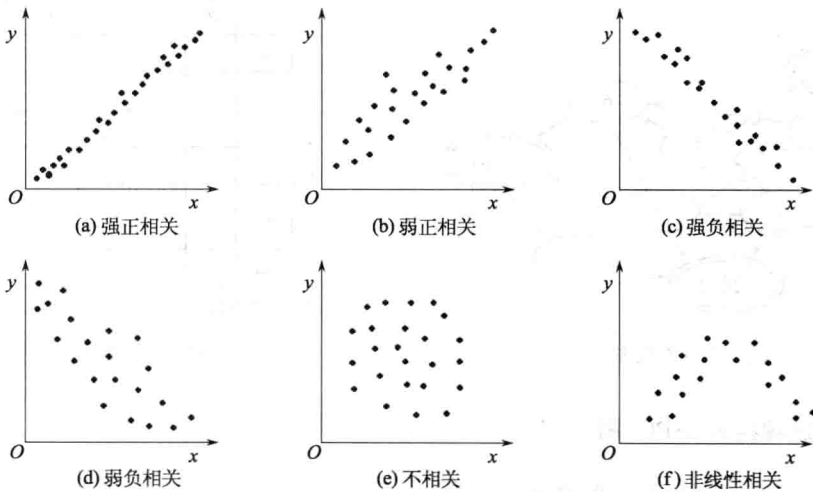 y y y
O x O x O x
(a) 强正相关 (b) 弱正相关 (c) 强负相关
y y y
O x O x O x
(d) 弱负相关 (e) 不相关 (f) 非线性相关